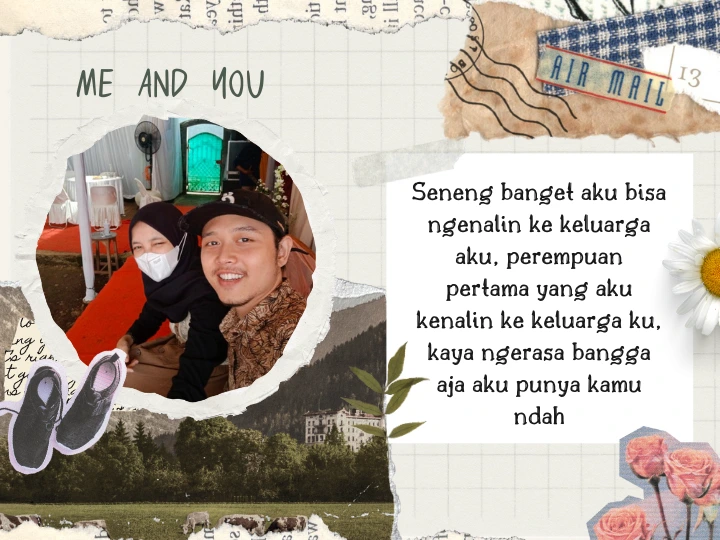 ME AND YOU
AIR MAIL
13
Seneng banget aku bisa
ngenalin ke keluarga
aku, perempuan
pertama yang aku
kenalin ke keluarga ku,
kaya ngerasa bangga
aja aku punya kamu
ndah